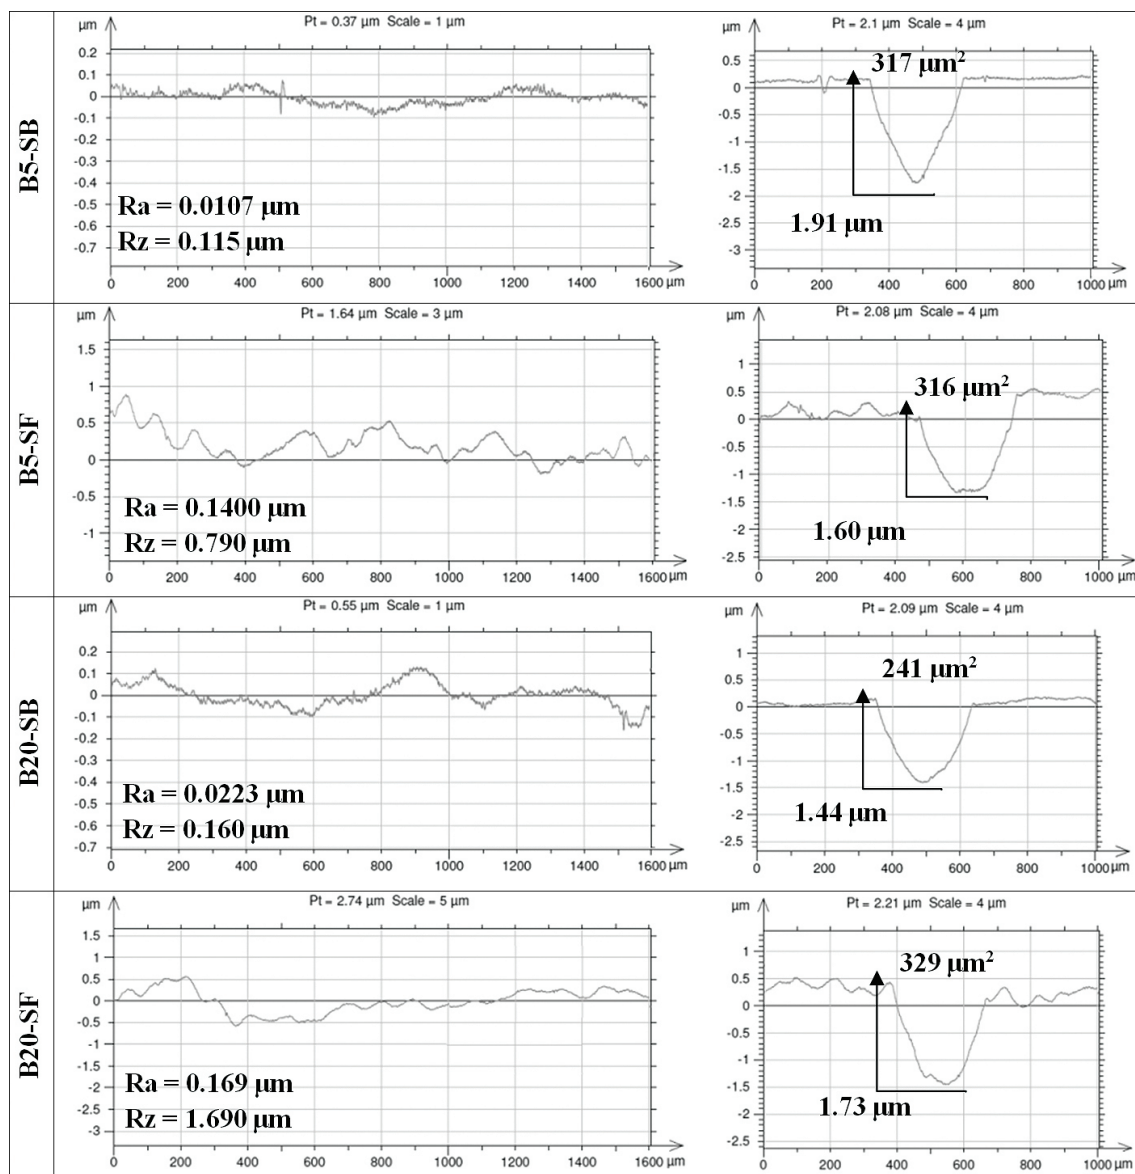 B5-SB
Pt = 0.37 µm Scale = 1 µm
µm
0.2
0.1
0
-0.1
-0.2
-0.3
-0.4
-0.5
-0.6
-0.7
Ra = 0.0107 µm
Rz = 0.115 µm
0 200 400 600 800 1000 1200 1400 1600 µm
Pt = 2.1 µm Scale = 4 µm
µm
0.5
0
-0.5
-1
-1.5
-2
-2.5
-3
317 µm²
1.91 µm
0 200 400 600 800 1000 µm
B5-SF
Pt = 1.64 µm Scale = 3 µm
µm
1.5
1
0.5
0
-0.5
-1
Ra = 0.1400 µm
Rz = 0.790 µm
0 200 400 600 800 1000 1200 1400 1600 µm
Pt = 2.08 µm Scale = 4 µm
µm
1
0.5
0
-0.5
-1
-1.5
-2
-2.5
316 µm²
1.60 µm
0 200 400 600 800 1000 µm
B20-SB
Pt = 0.55 µm Scale = 1 µm
µm
0.2
0.1
0
-0.1
-0.2
-0.3
-0.4
-0.5
-0.6
-0.7
Ra = 0.0223 µm
Rz = 0.160 µm
0 200 400 600 800 1000 1200 1400 1600 µm
Pt = 2.09 µm Scale = 4 µm
µm
1
0.5
0
-0.5
-1
-1.5
-2
-2.5
241 µm²
1.44 µm
0 200 400 600 800 1000 µm
B20-SF
Pt = 2.74 µm Scale = 5 µm
µm
1.5
1
0.5
0
-0.5
-1
-1.5
-2
-2.5
-3
Ra = 0.169 µm
Rz = 1.690 µm
0 200 400 600 800 1000 1200 1400 1600 µm
Pt = 2.21 µm Scale = 4 µm
µm
1
0.5
0
-0.5
-1
-1.5
-2
-2.5
329 µm²
1.73 µm
0 200 400 600 800 1000 µm